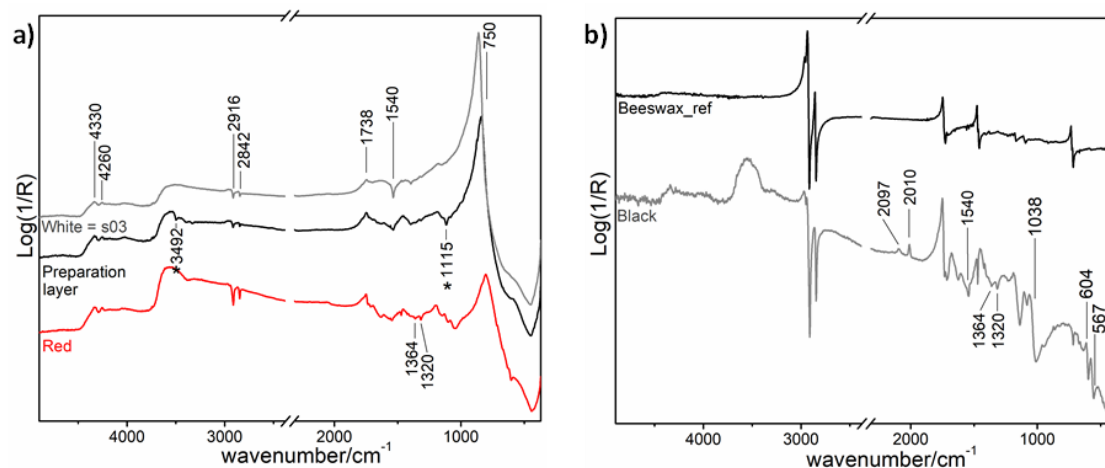 a)
750
4330
4260
2916
2842
1738
1540
White = s03
*3492
*1115
Preparation
layer
Red
1364
1320
Log(1/R)
4000
3000
2000
1000
wavenumber/cm⁻¹
b)
Beeswax_ref
Black
2097
2010
1540
1038
1364
1320
604
567
Log(1/R)
4000
3000
2000
1000
wavenumber/cm⁻¹